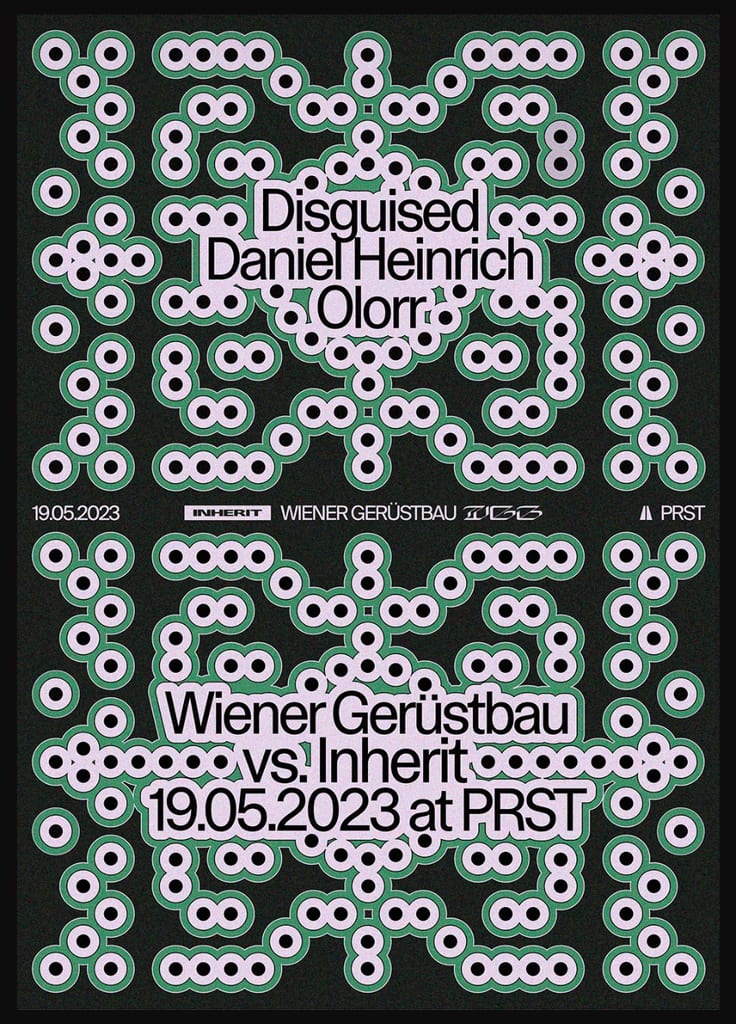 Disguised
Daniel Heinrich
Olorr
19.05.2023 INHERIT WIENER GERÜSTBAU PRST
Wiener Gerüstbau
vs. Inherit
19.05.2023 at PRST